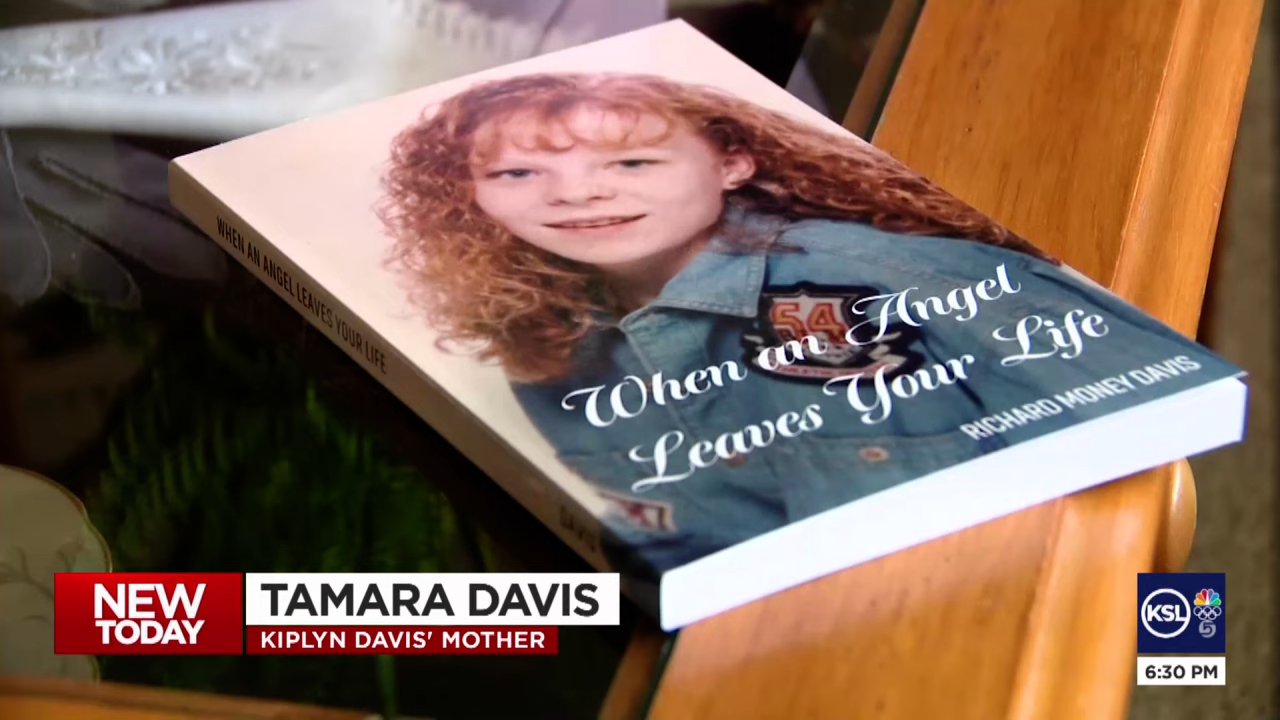 WHEN AN ANGEL LEAVES YOUR LIFE
DAVIS
54
When an Angel
Leaves Your Life
RICHARD MONEY DAVIS
NEW
TODAY
TAMARA DAVIS
KIPLYN DAVIS' MOTHER
KSL
5
6:30 PM